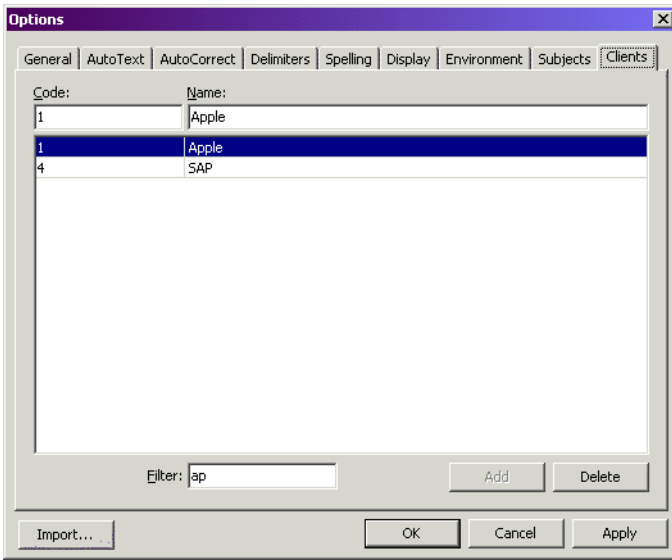 Options
General AutoText AutoCorrect Delimiters Spelling Display Environment Subjects Clients
Code: Name:
1 Apple
1 Apple
4 SAP
Filter: ap Add Delete
Import... OK Cancel Apply